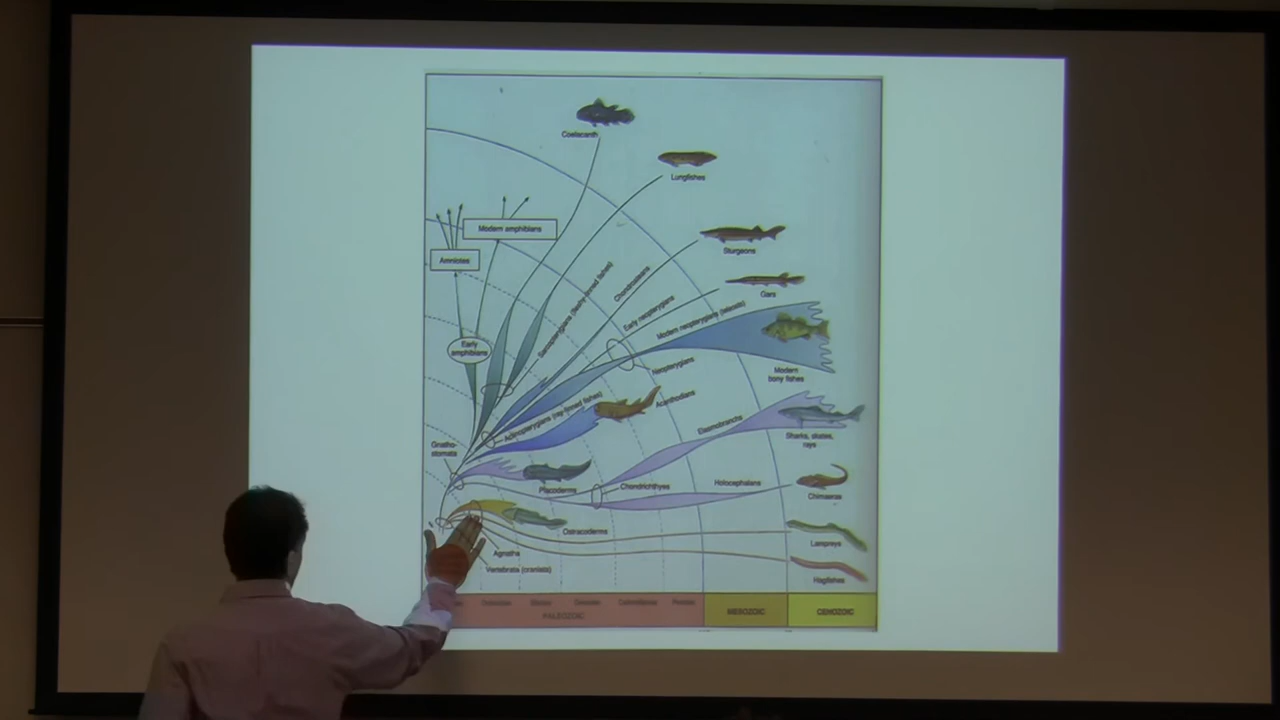 Coelacanth
Lungfishes
Modern amphibians
Sturgeons
Amniotes
Gars
Sarcopterygians (fleshy-finned fishes)
Chondrosteans
Early neopterygians
Modern neopterygians (teleosts)
Early
amphibians
Neopterygians
Modern
bony fishes
Acanthodians
Actinopterygians (ray-finned fishes)
Elasmobranchs
Sharks, skates,
rays
Gnatho-
stomata
Placoderms
Chondrichthyes
Holocephalans
Chimaeras
Ostracoderms
Lampreys
Agnatha
Vertebrata (craniata)
Hagfishes
Ordovician
Silurian
Devonian
Carboniferous
Permian
PALEOZOIC
MESOZOIC
CENOZOIC